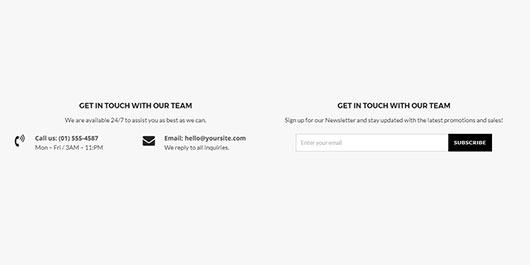 GET IN TOUCH WITH OUR TEAM
We are available 24/7 to assist you as best as we can.
Call us: (01) 555-4587
Mon – Fri / 3AM – 11:PM
Email: hello@yoursite.com
We reply to all inquiries.
GET IN TOUCH WITH OUR TEAM
Sign up for our Newsletter and stay updated with the latest promotions and sales!
Enter your email
SUBSCRIBE